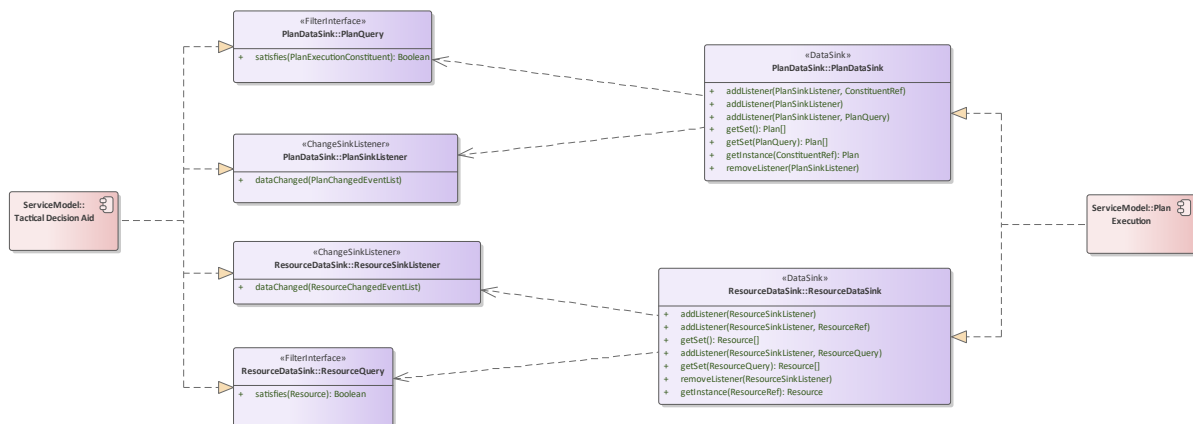 «FilterInterface»
PlanDataSink::PlanQuery
+ satisfies(PlanExecutionConstituent): Boolean
«ChangeSinkListener»
PlanDataSink::PlanSinkListener
+ dataChanged(PlanChangedEventList)
ServiceModel::
Tactical Decision Aid
«ChangeSinkListener»
ResourceDataSink::ResourceSinkListener
+ dataChanged(ResourceChangedEventList)
«FilterInterface»
ResourceDataSink::ResourceQuery
+ satisfies(Resource): Boolean
«DataSink»
PlanDataSink::PlanDataSink
+ addListener(PlanSinkListener, ConstituentRef)
+ addListener(PlanSinkListener)
+ addListener(PlanSinkListener, PlanQuery)
+ getSet(): Plan[]
+ getSet(PlanQuery): Plan[]
+ getInstance(ConstituentRef): Plan
+ removeListener(PlanSinkListener)
«DataSink»
ResourceDataSink::ResourceDataSink
+ addListener(ResourceSinkListener)
+ addListener(ResourceSinkListener, ResourceRef)
+ getSet(): Resource[]
+ addListener(ResourceSinkListener, ResourceQuery)
+ getSet(ResourceQuery): Resource[]
+ removeListener(ResourceSinkListener)
+ getInstance(ResourceRef): Resource
ServiceModel::Plan
Execution